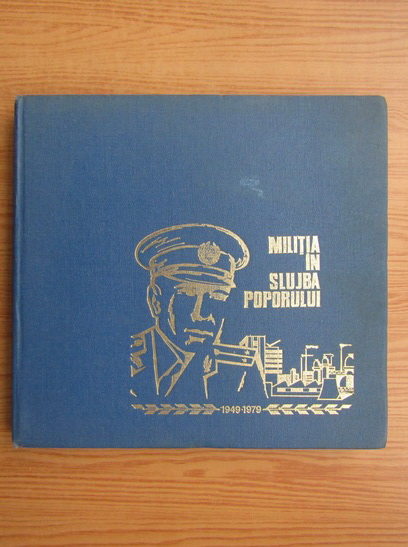 MILIȚIA
ÎN
SLUJBA
POPORULUI
1949-1979